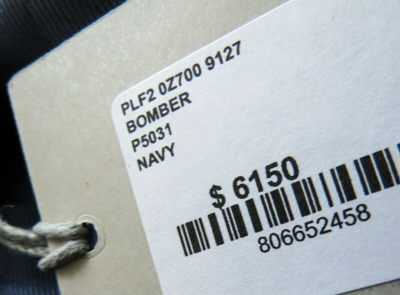 PLF2 0Z700 9127
BOMBER
P5031
NAVY
$ 6150
806652458